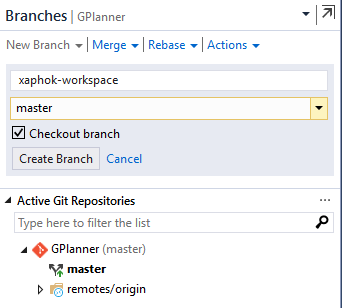 Branches | GPlanner
New Branch Merge Rebase Actions
xaphok-workspace
master
Checkout branch
Create Branch Cancel
Active Git Repositories ...
Type here to filter the list
GPlanner (master)
master
remotes/origin